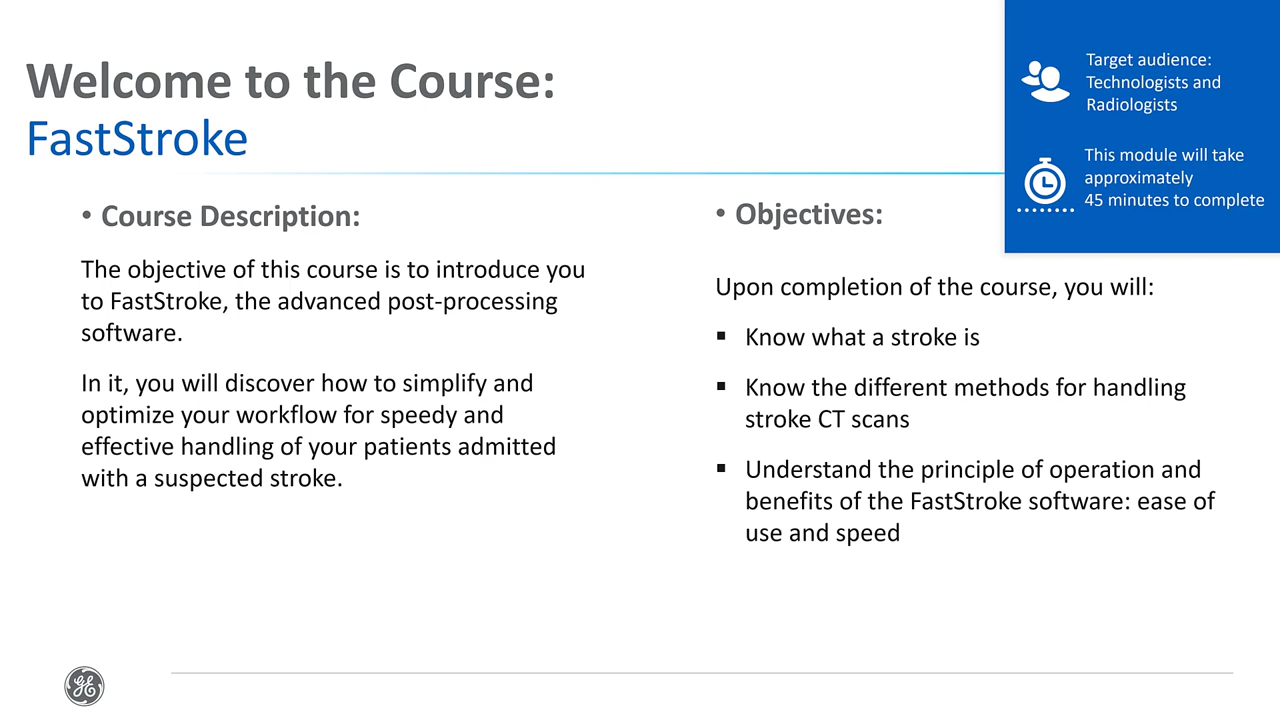 Welcome to the Course:
FastStroke
Target audience:
Technologists and
Radiologists
This module will take
approximately
45 minutes to complete
• Course Description:
The objective of this course is to introduce you
to FastStroke, the advanced post-processing
software.
In it, you will discover how to simplify and
optimize your workflow for speedy and
effective handling of your patients admitted
with a suspected stroke.
• Objectives:
Upon completion of the course, you will:
▪ Know what a stroke is
▪ Know the different methods for handling
stroke CT scans
▪ Understand the principle of operation and
benefits of the FastStroke software: ease of
use and speed
GE